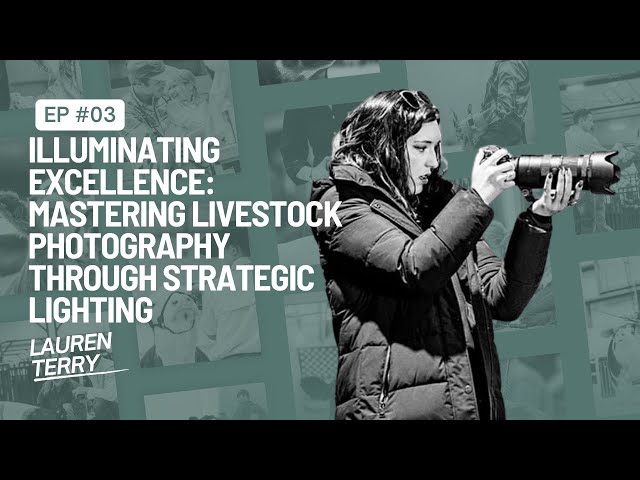 EP #03
ILLUMINATING
EXCELLENCE:
MASTERING LIVESTOCK
PHOTOGRAPHY
THROUGH STRATEGIC
LIGHTING
LAUREN
TERRY